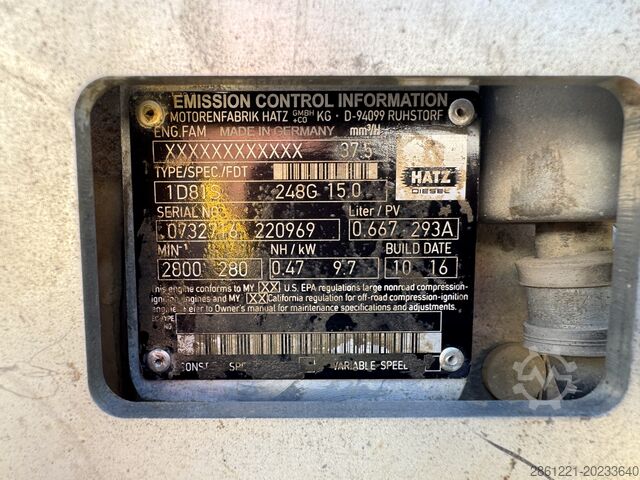 EMISSION CONTROL INFORMATION
MOTORENFABRIK HATZ GMBH +CO KG · D-94099 RUHSTORF
ENG.FAM MADE IN GERMANY mm³/H
XXXXXXXXXXXX 37.5
TYPE/SPEC./FDT
HATZ
DIESEL
1D81S 248G 15.0
SERIAL NO Liter / PV
220969 0.667 293A
MIN⁻¹ NH / kW BUILD DATE
2800 280 0.47 9.7 10 16
This engine conforms to MY XX U.S. EPA regulations large nonroad compression-
ignition engines and MY XX California regulation for off-road compression-ignition
engine. Refer to Owner's manual for maintenance specifications and adjustments.
VARIABLE-SPEED
2861221-20233640